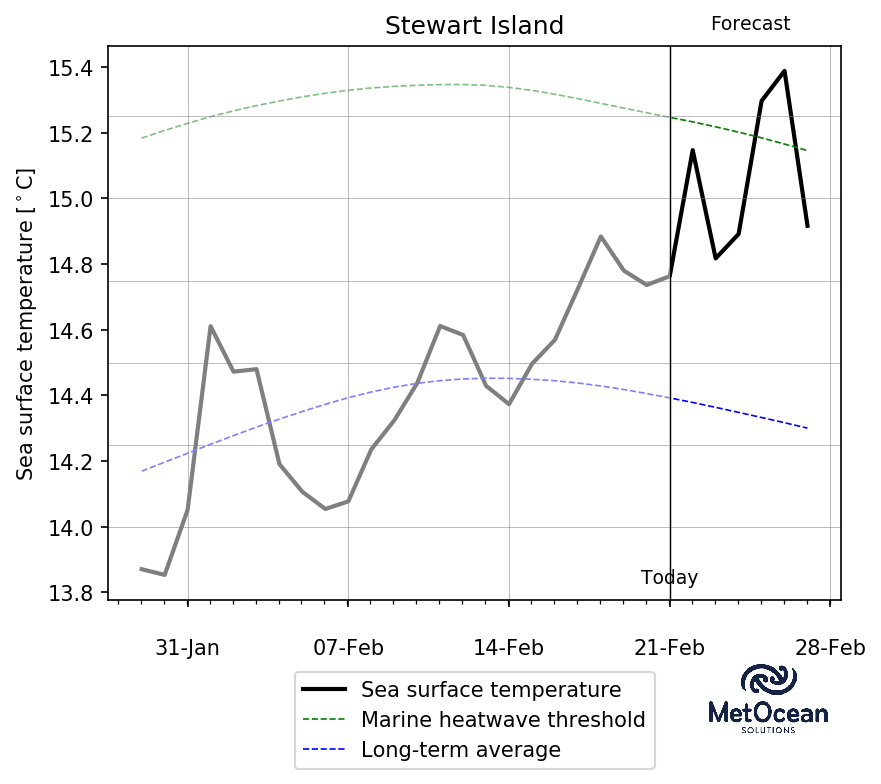 Stewart Island
Forecast
Sea surface temperature [°C]
15.4
15.2
15.0
14.8
14.6
14.4
14.2
14.0
13.8
Today
31-Jan
07-Feb
14-Feb
21-Feb
28-Feb
Sea surface temperature
Marine heatwave threshold
Long-term average
MetOcean
SOLUTIONS